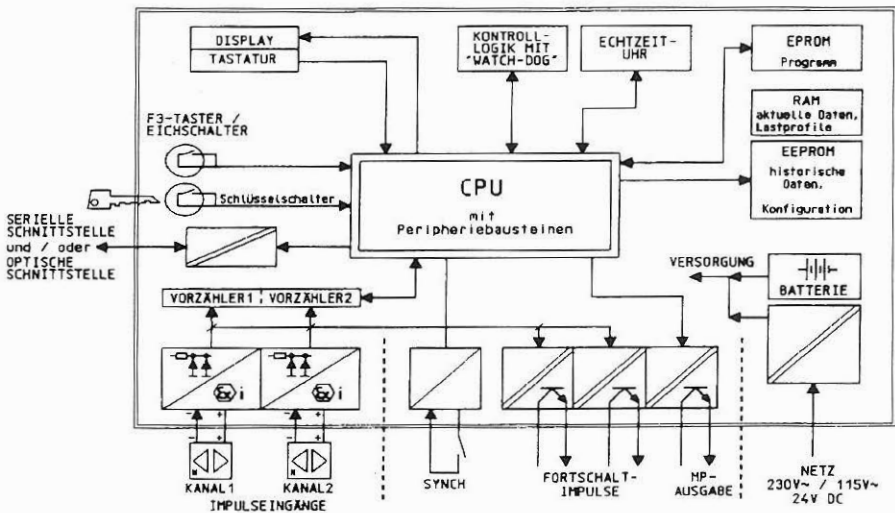 DISPLAY
TASTATUR
KONTROLL-
LOGIK MIT
"WATCH-DOG"
ECHTZEIT-
UHR
EPROM
Programm
RAM
aktuelle Daten,
Lastprofile
EEPROM
historische
Daten,
Konfiguration
F3-TASTER /
EICHSCHALTER
Schlüsselschalter
CPU
mit
Peripheriebausteinen
SERIELLE
SCHNITTSTELLE
und / oder
OPTISCHE
SCHNITTSTELLE
VORZÄHLER1
VORZÄHLER2
VERSORGUNG
BATTERIE
Ex i
Ex i
- +
- +
N
N
KANAL1
KANAL2
IMPULSEINGÄNGE
SYNCH
FORTSCHALT-
IMPULSE
MP-
AUSGABE
NETZ
230V~ / 115V~
24V DC